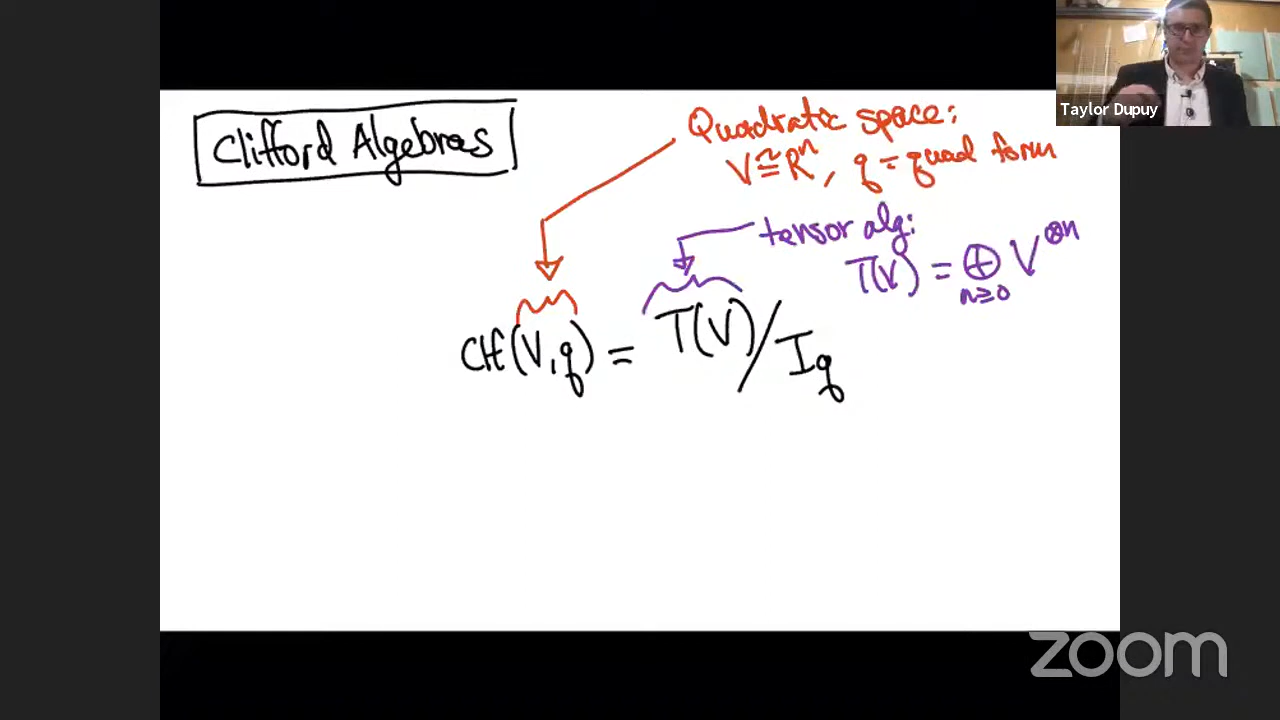 Clifford Algebras
Quadratic space:
V ≅ Rⁿ, q = quad form
tensor alg:
T(V) = ⊕ V^⊗n
n≥0
Clf(V,q) = T(V)/I_q
Taylor Dupuy
zoom